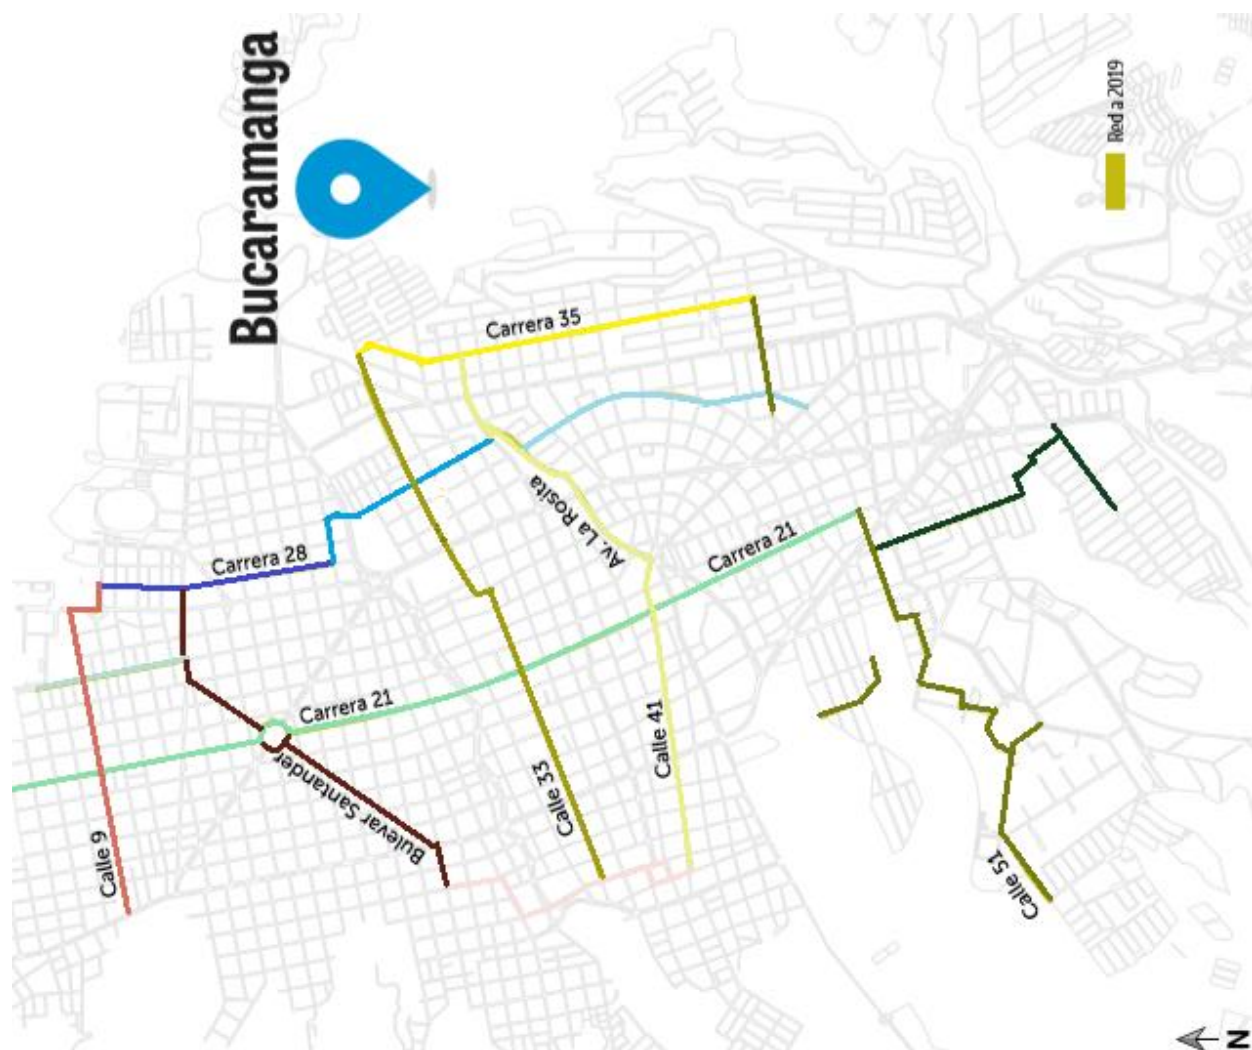 Bucaramanga
Red a 2019
Carrera 35
Carrera 28
Av. La Rosita
Carrera 21
Carrera 21
Calle 41
Calle 33
Bulevar Santander
Calle 9
Calle 51
N